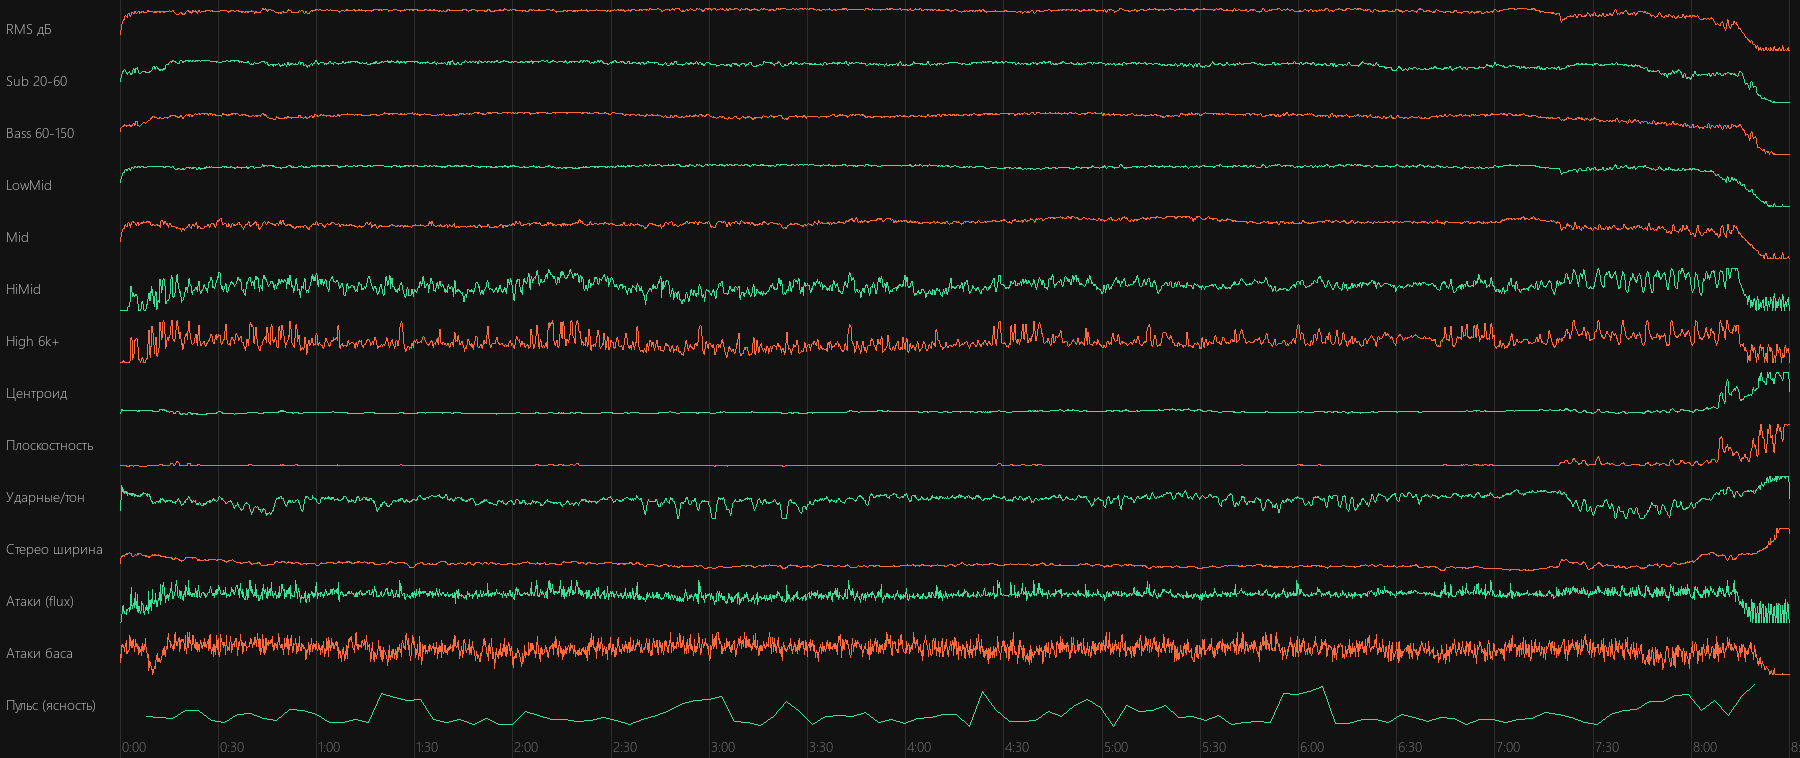 RMS дБ
Sub 20-60
Bass 60-150
LowMid
Mid
HiMid
High 6k+
Центроид
Плоскостность
Ударные/тон
Стерео ширина
Атаки (flux)
Атаки баса
Пульс (ясность)
0:00 0:30 1:00 1:30 2:00 2:30 3:00 3:30 4:00 4:30 5:00 5:30 6:00 6:30 7:00 7:30 8:00 8: